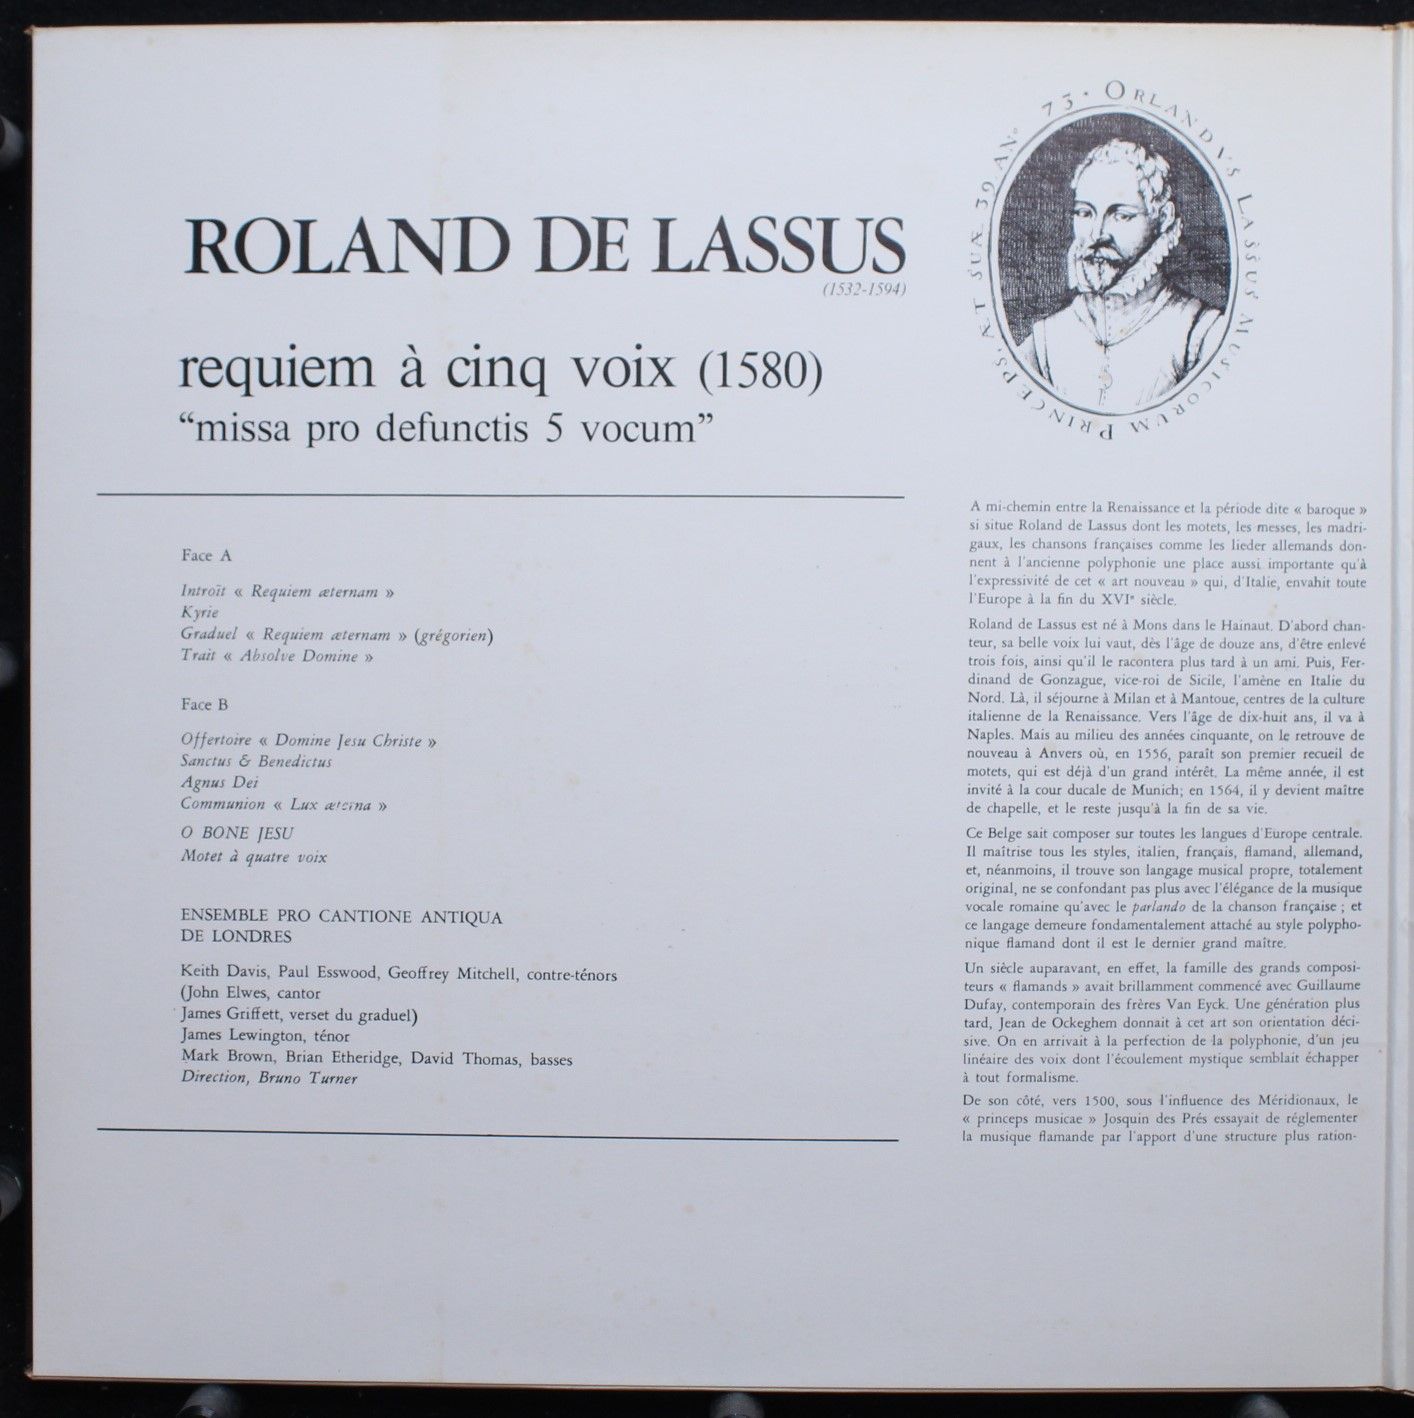 ROLAND DE LASSUS
(1532-1594)
requiem à cinq voix (1580)
“missa pro defunctis 5 vocum”
Face A
Introït « Requiem æternam »
Kyrie
Graduel « Requiem æternam » (grégorien)
Trait « Absolve Domine »
Face B
Offertoire « Domine Jesu Christe »
Sanctus & Benedictus
Agnus Dei
Communion « Lux æterna »
O BONE JESU
Motet à quatre voix
ENSEMBLE PRO CANTIONE ANTIQUA
DE LONDRES
Keith Davis, Paul Esswood, Geoffrey Mitchell, contre-ténors
(John Elwes, cantor
James Griffett, verset du graduel)
James Lewington, ténor
Mark Brown, Brian Etheridge, David Thomas, basses
Direction, Bruno Turner
ORLANDVS LASSUS MUSICORUM PRINCEPS, ÆT SUÆ 39 AN° 73 ·
A mi-chemin entre la Renaissance et la période dite « baroque »
si situe Roland de Lassus dont les motets, les messes, les madri-
gaux, les chansons françaises comme les lieder allemands don-
nent à l'ancienne polyphonie une place aussi importante qu'à
l'expressivité de cet « art nouveau » qui, d'Italie, envahit toute
l'Europe à la fin du XVIe siècle.
Roland de Lassus est né à Mons dans le Hainaut. D'abord chan-
teur, sa belle voix lui vaut, dès l'âge de douze ans, d'être enlevé
trois fois, ainsi qu'il le racontera plus tard à un ami. Puis, Fer-
dinand de Gonzague, vice-roi de Sicile, l'amène en Italie du
Nord. Là, il séjourne à Milan et à Mantoue, centres de la culture
italienne de la Renaissance. Vers l'âge de dix-huit ans, il va à
Naples. Mais au milieu des années cinquante, on le retrouve de
nouveau à Anvers où, en 1556, paraît son premier recueil de
motets, qui est déjà d'un grand intérêt. La même année, il est
invité à la cour ducale de Munich; en 1564, il y devient maître
de chapelle, et le reste jusqu'à la fin de sa vie.
Ce Belge sait composer sur toutes les langues d'Europe centrale.
Il maîtrise tous les styles, italien, français, flamand, allemand,
et, néanmoins, il trouve son langage musical propre, totalement
original, ne se confondant pas plus avec l'élégance de la musique
vocale romaine qu'avec le parlando de la chanson française ; et
ce langage demeure fondamentalement attaché au style polypho-
nique flamand dont il est le dernier grand maître.
Un siècle auparavant, en effet, la famille des grands composi-
teurs « flamands » avait brillamment commencé avec Guillaume
Dufay, contemporain des frères Van Eyck. Une génération plus
tard, Jean de Ockeghem donnait à cet art son orientation déci-
sive. On en arrivait à la perfection de la polyphonie, d'un jeu
linéaire des voix dont l'écoulement mystique semblait échapper
à tout formalisme.
De son côté, vers 1500, sous l'influence des Méridionaux, le
« princeps musicae » Josquin des Prés essayait de réglementer
la musique flamande par l'apport d'une structure plus ration-